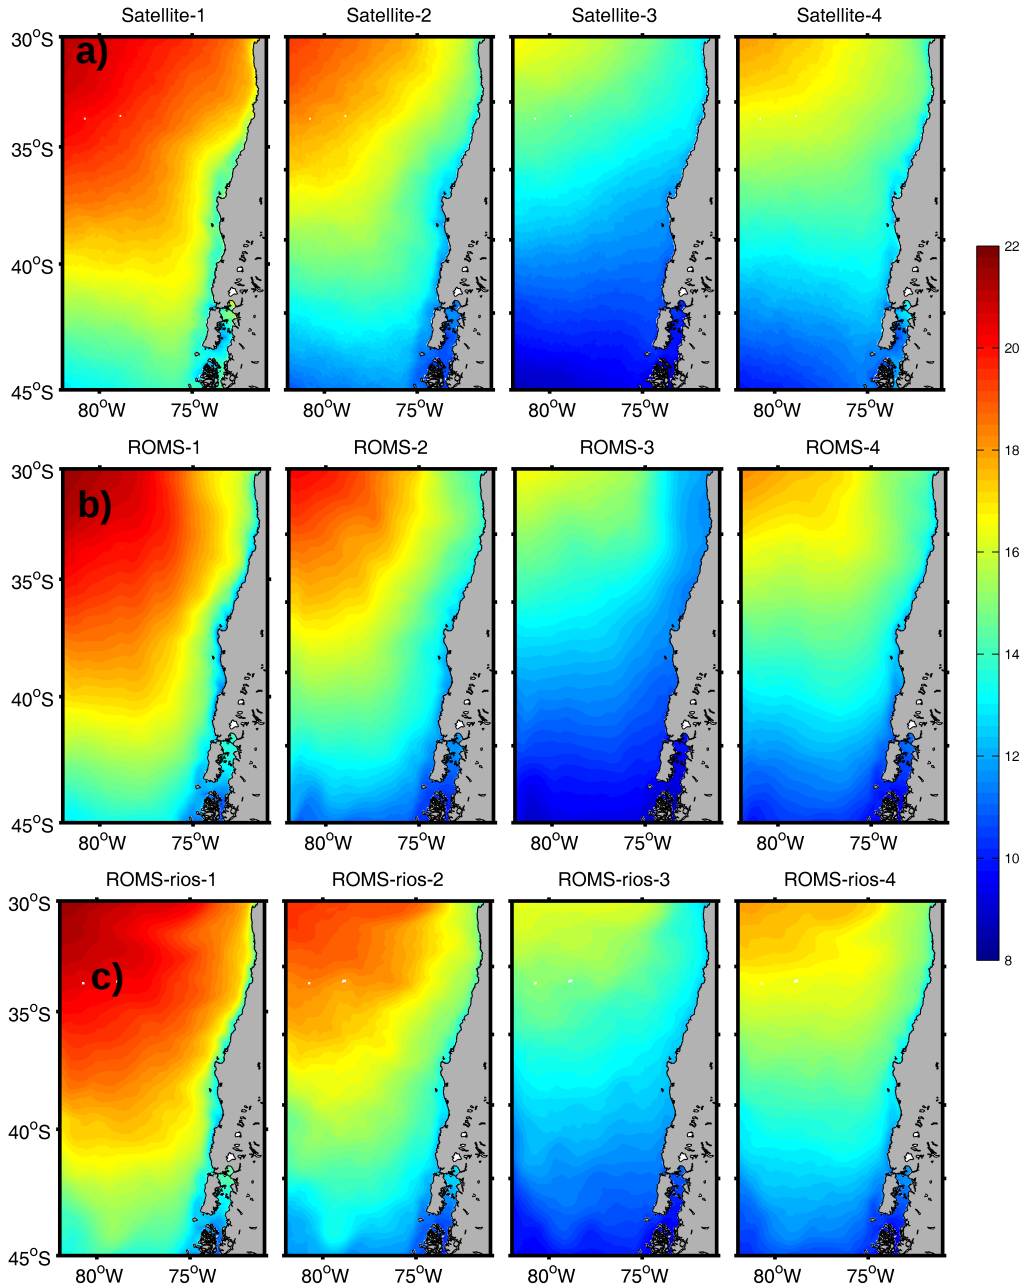 Satellite-1 Satellite-2 Satellite-3 Satellite-4
30°S
a)
35°S
40°S
45°S
80°W 75°W 80°W 75°W 80°W 75°W 80°W 75°W
ROMS-1 ROMS-2 ROMS-3 ROMS-4
30°S
b)
35°S
40°S
45°S
80°W 75°W 80°W 75°W 80°W 75°W 80°W 75°W
ROMS-rios-1 ROMS-rios-2 ROMS-rios-3 ROMS-rios-4
30°S
c)
35°S
40°S
45°S
80°W 75°W 80°W 75°W 80°W 75°W 80°W 75°W
22
20
18
16
14
12
10
8